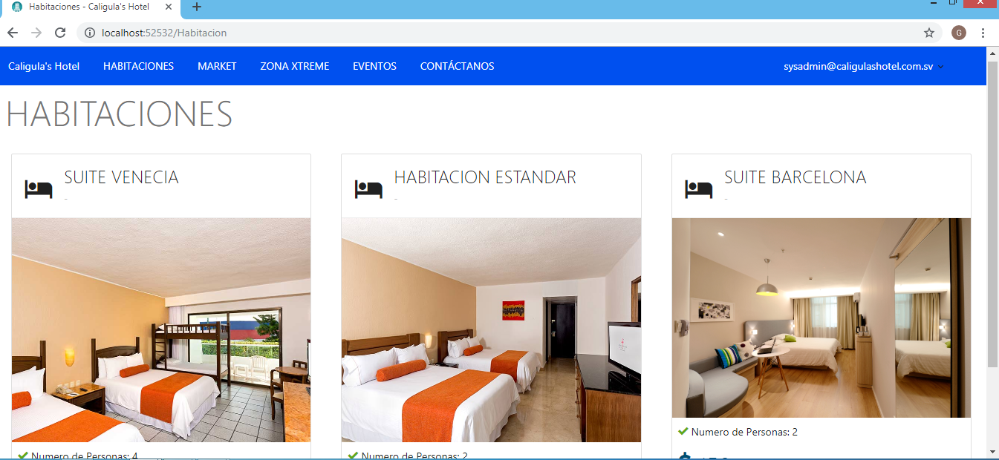 Habitaciones - Caligula's Hotel
localhost:52532/Habitacion
G
Caligula's Hotel HABITACIONES MARKET ZONA XTREME EVENTOS CONTÁCTANOS sysadmin@caligulashotel.com.sv
HABITACIONES
SUITE VENECIA
-
HABITACION ESTANDAR
-
SUITE BARCELONA
-
Numero de Personas: 4
Numero de Personas: 2
Numero de Personas: 2